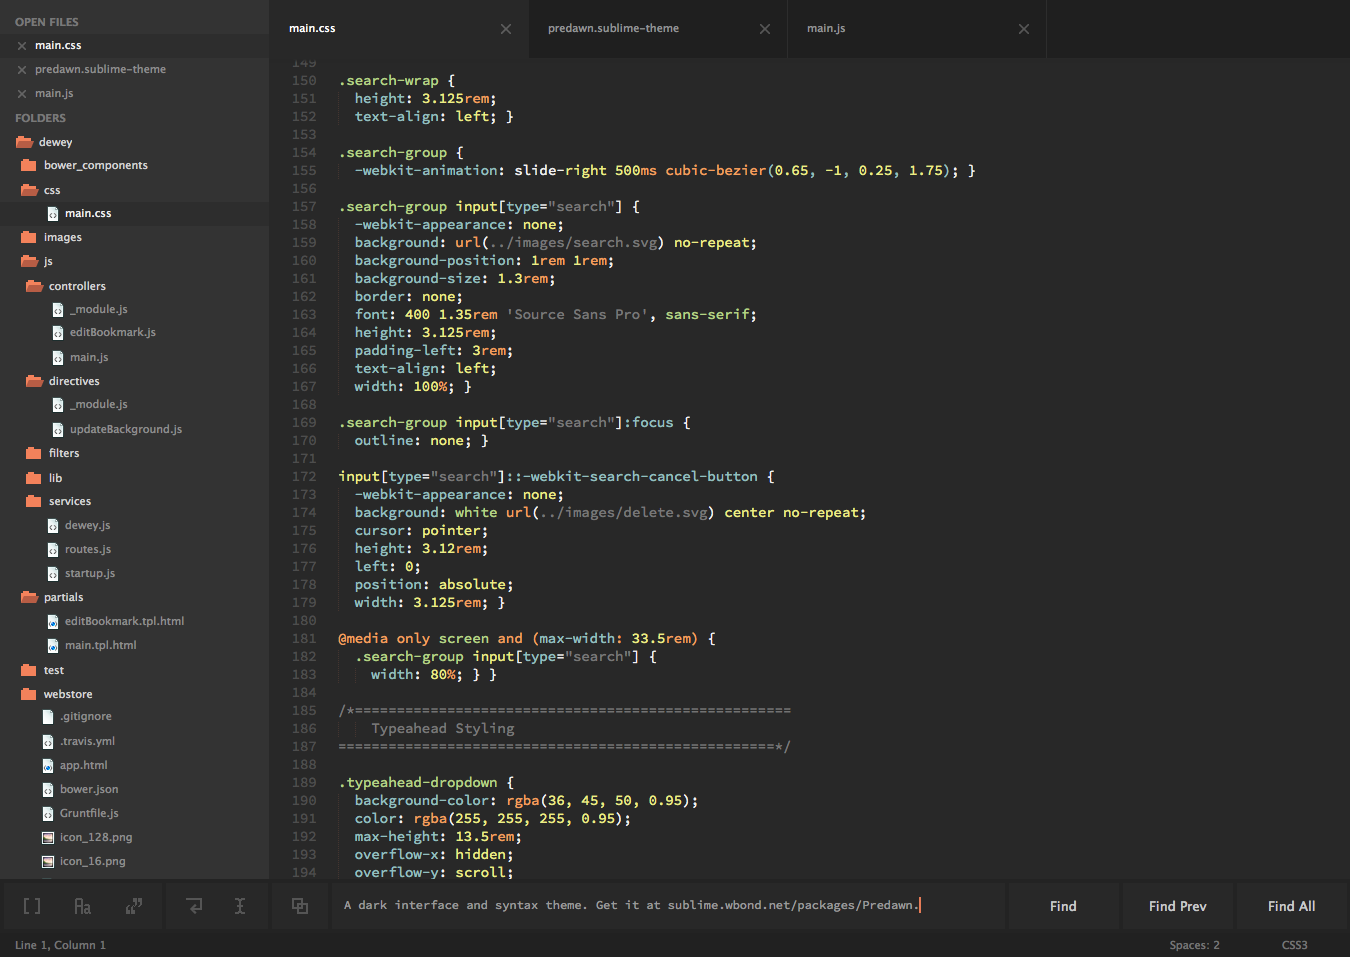 OPEN FILES
main.css
predawn.sublime-theme
main.js
FOLDERS
dewey
bower_components
css
main.css
images
js
controllers
_module.js
editBookmark.js
main.js
directives
_module.js
updateBackground.js
filters
lib
services
dewey.js
routes.js
startup.js
partials
editBookmark.tpl.html
main.tpl.html
test
webstore
.gitignore
.travis.yml
app.html
bower.json
Gruntfile.js
icon_128.png
icon_16.png
main.css
predawn.sublime-theme
main.js
149
150 .search-wrap {
151 height: 3.125rem;
152 text-align: left; }
153
154 .search-group {
155 -webkit-animation: slide-right 500ms cubic-bezier(0.65, -1, 0.25, 1.75); }
156
157 .search-group input[type="search"] {
158 -webkit-appearance: none;
159 background: url(../images/search.svg) no-repeat;
160 background-position: 1rem 1rem;
161 background-size: 1.3rem;
162 border: none;
163 font: 400 1.35rem 'Source Sans Pro', sans-serif;
164 height: 3.125rem;
165 padding-left: 3rem;
166 text-align: left;
167 width: 100%; }
168
169 .search-group input[type="search"]:focus {
170 outline: none; }
171
172 input[type="search"]::-webkit-search-cancel-button {
173 -webkit-appearance: none;
174 background: white url(../images/delete.svg) center no-repeat;
175 cursor: pointer;
176 height: 3.12rem;
177 left: 0;
178 position: absolute;
179 width: 3.125rem; }
180
181 @media only screen and (max-width: 33.5rem) {
182 .search-group input[type="search"] {
183 width: 80%; } }
184
185 /*====================================================
186 Typeahead Styling
187 ====================================================*/
188
189 .typeahead-dropdown {
190 background-color: rgba(36, 45, 50, 0.95);
191 color: rgba(255, 255, 255, 0.95);
192 max-height: 13.5rem;
193 overflow-x: hidden;
194 overflow-y: scroll;
[ ] Aa “” A dark interface and syntax theme. Get it at sublime.wbond.net/packages/Predawn. Find Find Prev Find All
Line 1, Column 1 Spaces: 2 CSS3